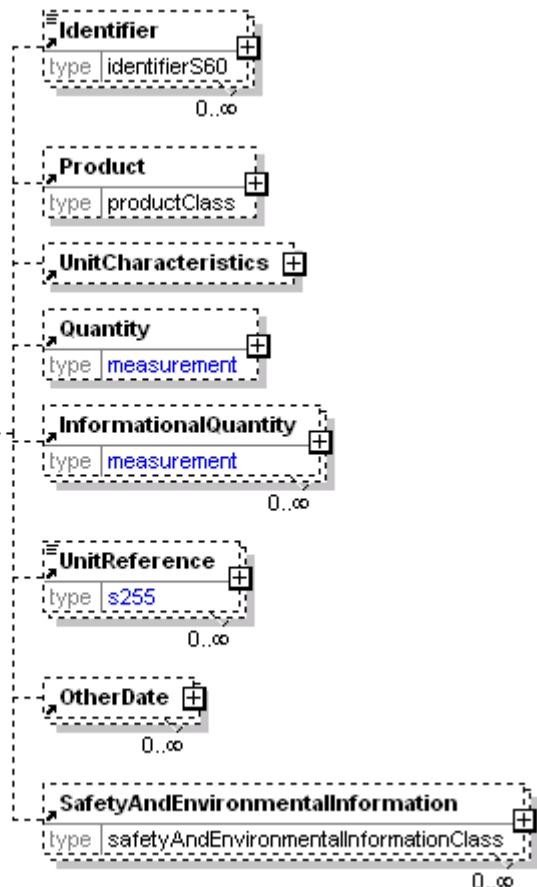 Identifier
type identifierS60
0..∞
Product
type productClass
UnitCharacteristics
Quantity
type measurement
InformationalQuantity
type measurement
0..∞
UnitReference
type s255
0..∞
OtherDate
0..∞
SafetyAndEnvironmentalInformation
type safetyAndEnvironmentalInformationClass
0..∞